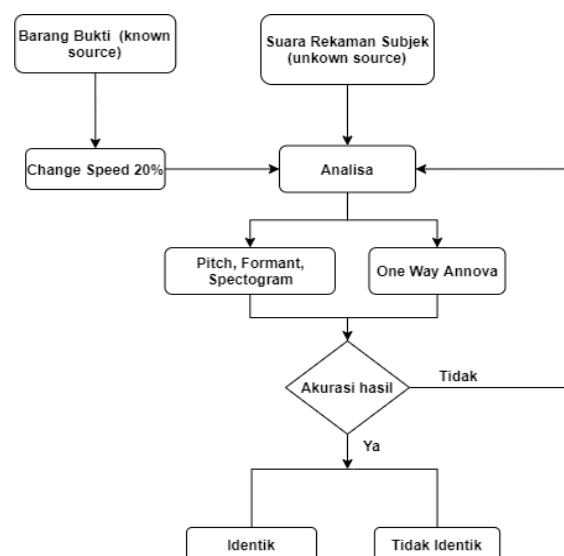 Barang Bukti (known
source)
Suara Rekaman Subjek
(unkown source)
Change Speed 20%
Analisa
Pitch, Formant,
Spectogram
One Way Annova
Akurasi hasil
Tidak
Ya
Identik
Tidak Identik